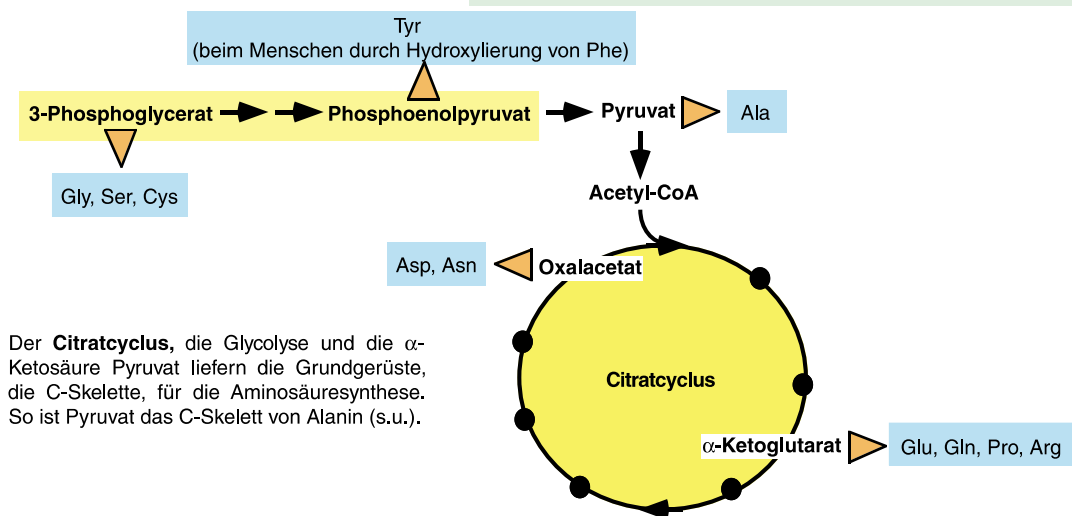 Tyr
(beim Menschen durch Hydroxylierung von Phe)
3-Phosphoglycerat
Phosphoenolpyruvat
Pyruvat
Ala
Gly, Ser, Cys
Acetyl-CoA
Asp, Asn
Oxalacetat
Der Citratcyclus, die Glycolyse und die α-
Ketosäure Pyruvat liefern die Grundgerüste,
die C-Skelette, für die Aminosäuresynthese.
So ist Pyruvat das C-Skelett von Alanin (s.u.).
Citratcyclus
α-Ketoglutarat
Glu, Gln, Pro, Arg